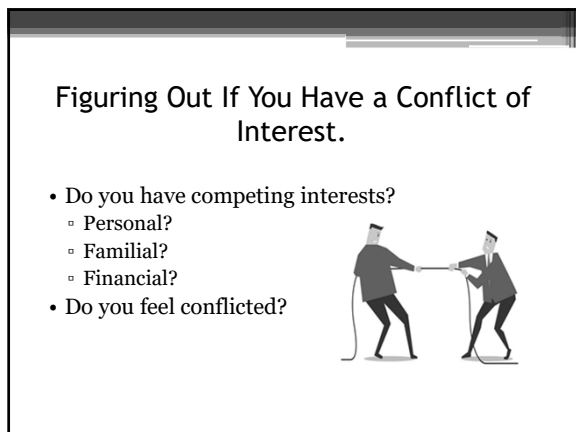 Figuring Out If You Have a Conflict of
Interest.
• Do you have competing interests?
▫ Personal?
▫ Familial?
▫ Financial?
• Do you feel conflicted?